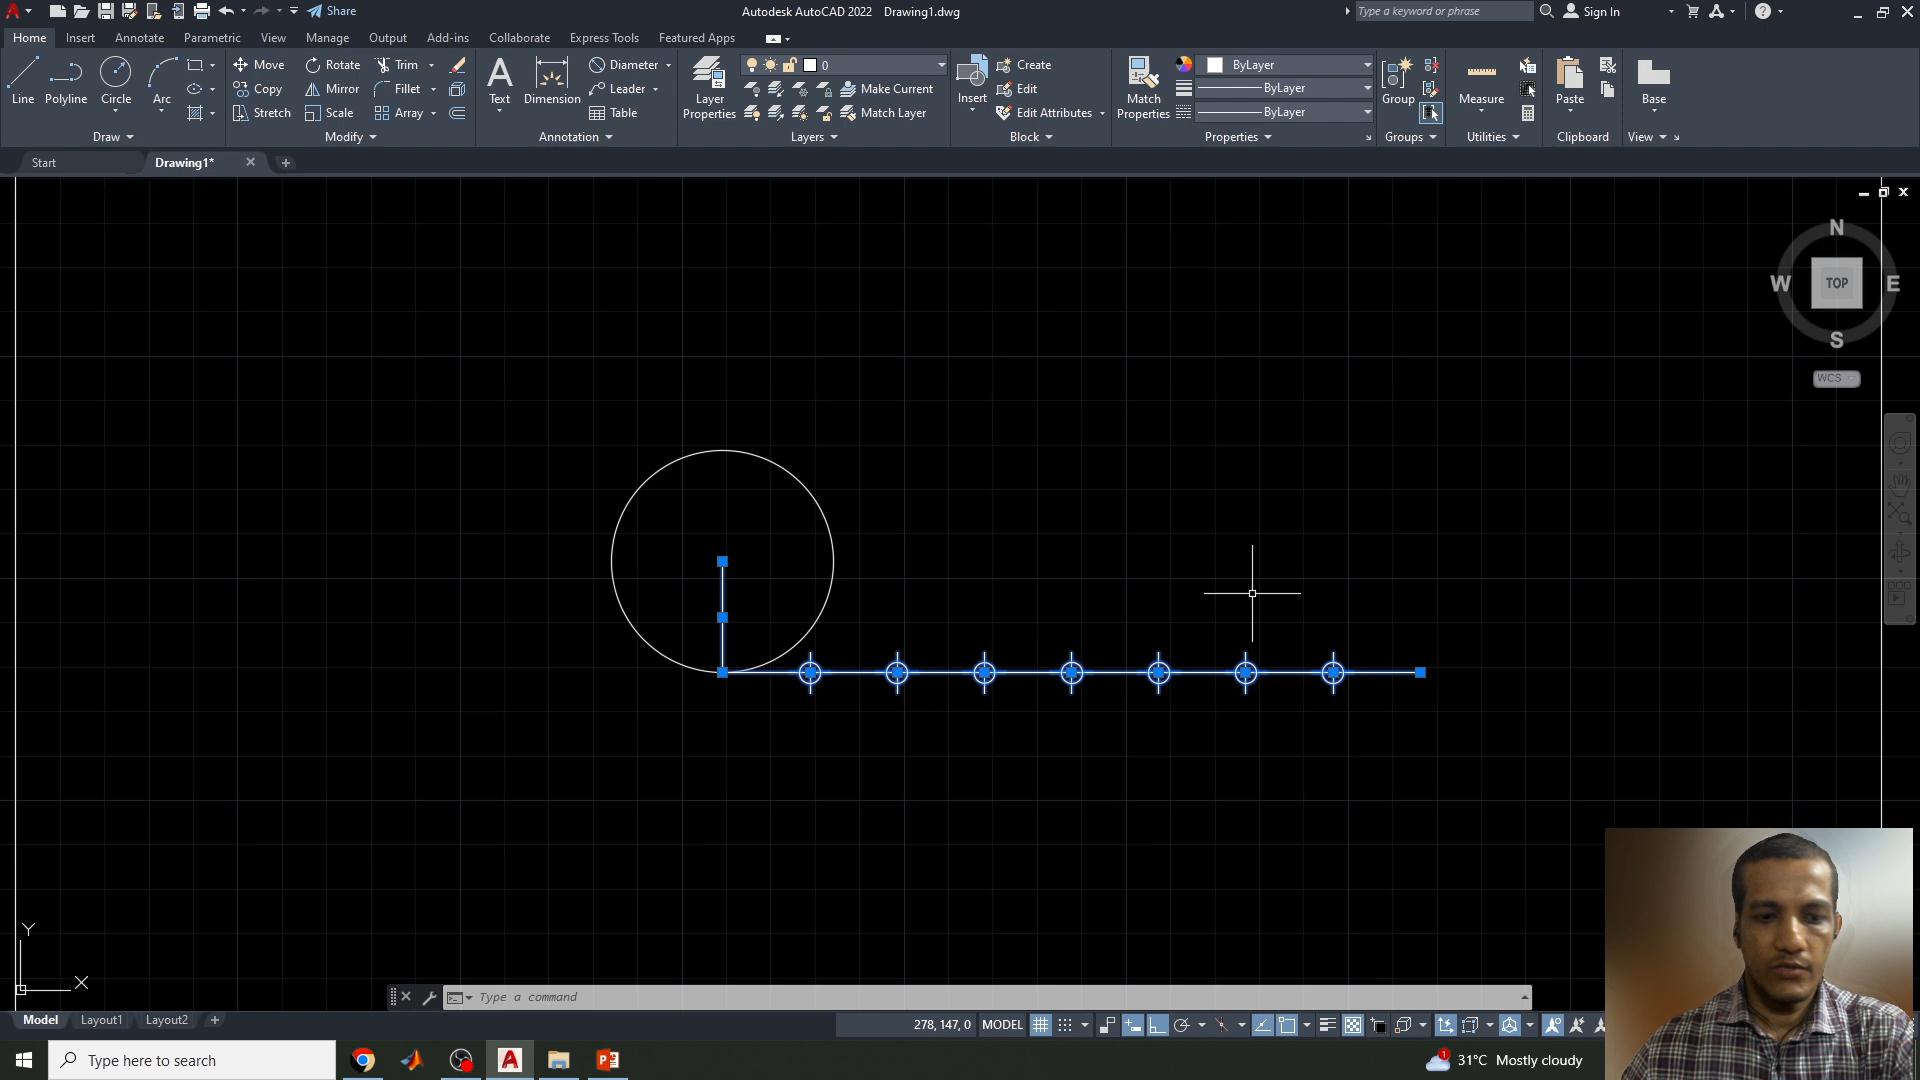 Share
Autodesk AutoCAD 2022 Drawing1.dwg
Type a keyword or phrase
Sign In
Home Insert Annotate Parametric View Manage Output Add-ins Collaborate Express Tools Featured Apps
Line Polyline Circle Arc
Move Rotate Trim
Copy Mirror Fillet
Stretch Scale Array
Text Dimension
Diameter
Leader
Table
Layer Properties
0
Make Current
Match Layer
Insert
Create
Edit
Edit Attributes
Match Properties
ByLayer
ByLayer
ByLayer
Group
Measure
Paste
Base
Draw Modify Annotation Layers Block Properties Groups Utilities Clipboard View
Start Drawing1*
N
W TOP E
S
WCS
Y
X
Type a command
Model Layout1 Layout2
278, 147, 0 MODEL
Type here to search
1
31°C Mostly cloudy